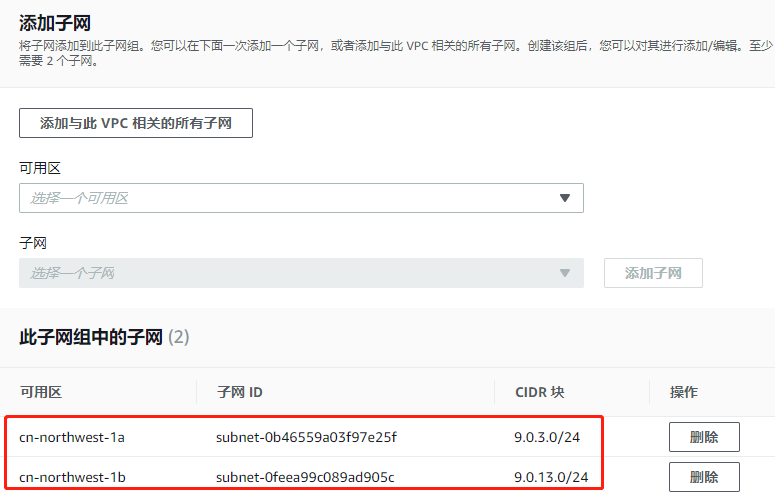 添加子网
将子网添加到此子网组。您可以在下面一次添加一个子网，或者添加与此 VPC 相关的所有子网。创建该组后，您可以对其进行添加/编辑。至少
需要 2 个子网。
添加与此 VPC 相关的所有子网
可用区
选择一个可用区
子网
选择一个子网 添加子网
此子网组中的子网 (2)
可用区 子网 ID CIDR 块 操作
cn-northwest-1a subnet-0b46559a03f97e25f 9.0.3.0/24 删除
cn-northwest-1b subnet-0feea99c089ad905c 9.0.13.0/24 删除